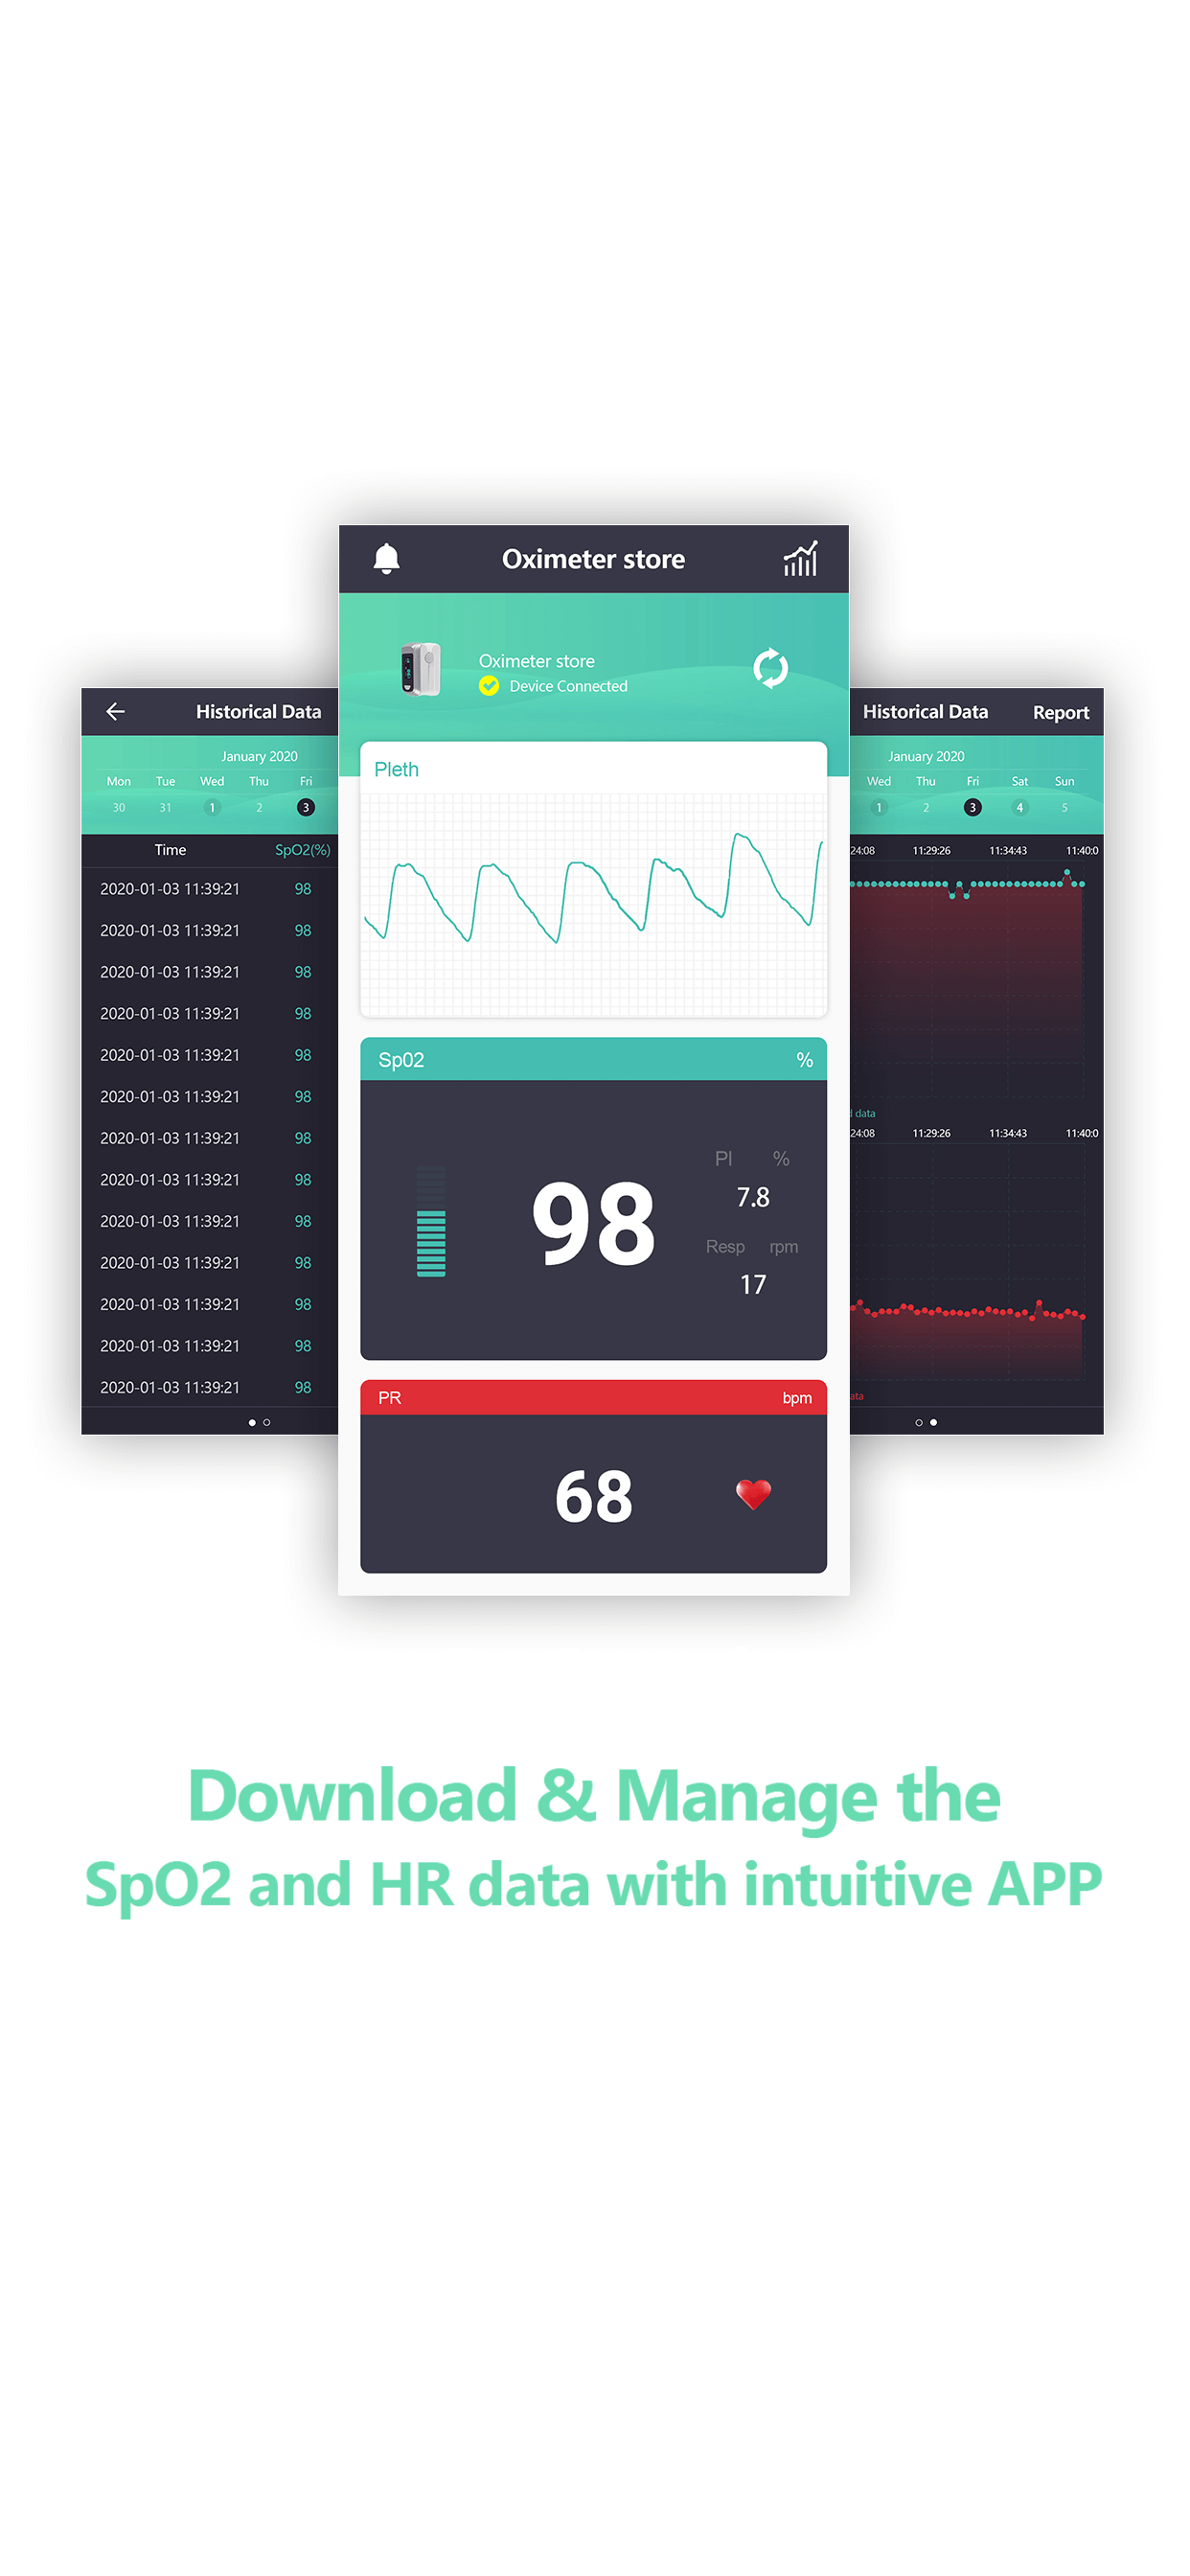 Oximeter store
Oximeter store
Device Connected
Pleth
Sp02 %
PI %
7.8
98
Resp rpm
17
PR bpm
68
Historical Data
January 2020
Mon Tue Wed Thu Fri
30 31 1 2 3
Time SpO2(%)
2020-01-03 11:39:21 98
2020-01-03 11:39:21 98
2020-01-03 11:39:21 98
2020-01-03 11:39:21 98
2020-01-03 11:39:21 98
2020-01-03 11:39:21 98
2020-01-03 11:39:21 98
2020-01-03 11:39:21 98
2020-01-03 11:39:21 98
2020-01-03 11:39:21 98
2020-01-03 11:39:21 98
2020-01-03 11:39:21 98
2020-01-03 11:39:21 98
Historical Data Report
January 2020
Wed Thu Fri Sat Sun
1 2 3 4 5
24:08 11:29:26 11:34:43 11:40:0
data
24:08 11:29:26 11:34:43 11:40:0
ata
Download & Manage the
SpO2 and HR data with intuitive APP